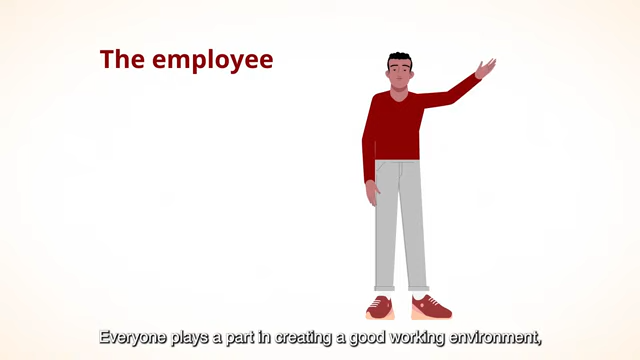 The employee
Everyone plays a part in creating a good working environment,